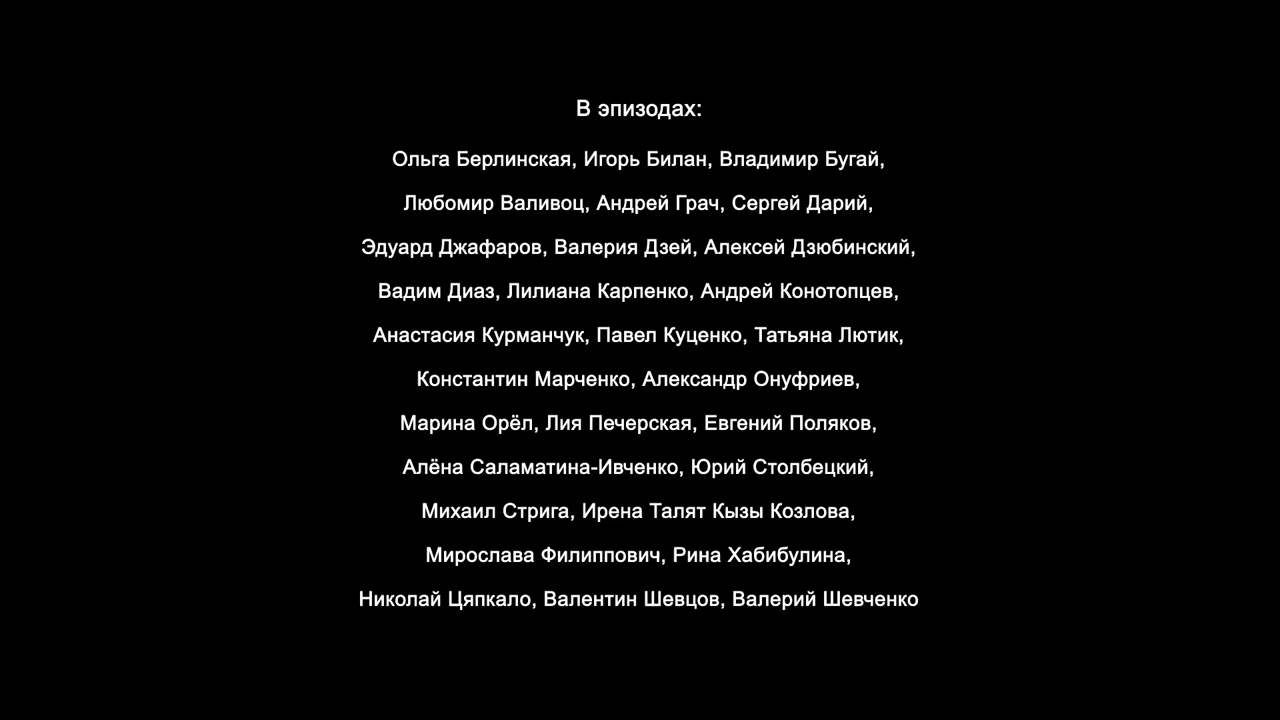 В эпизодах:
Ольга Берлинская, Игорь Билан, Владимир Бугай,
Любомир Валивоц, Андрей Грач, Сергей Дарий,
Эдуард Джафаров, Валерия Дзей, Алексей Дзюбинский,
Вадим Диаз, Лилиана Карпенко, Андрей Конотопцев,
Анастасия Курманчук, Павел Куценко, Татьяна Лютик,
Константин Марченко, Александр Онуфриев,
Марина Орёл, Лия Печерская, Евгений Поляков,
Алёна Саламатина-Ивченко, Юрий Столбецкий,
Михаил Стрига, Ирена Талят Кызы Козлова,
Мирослава Филиппович, Рина Хабибулина,
Николай Цяпкало, Валентин Шевцов, Валерий Шевченко